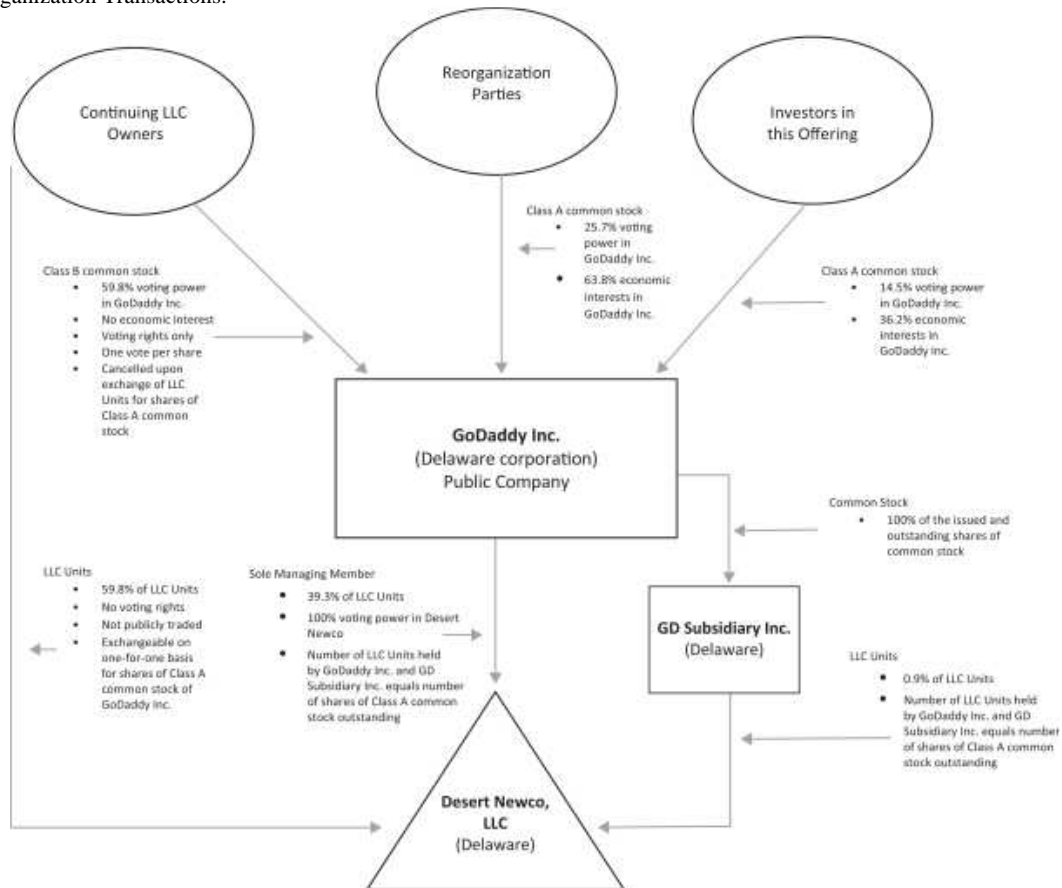 ganization Transactions.
Continuing LLC
Owners
Reorganization
Parties
Investors in
this Offering
Class A common stock
• 25.7% voting
power in
GoDaddy Inc.
• 63.8% economic
interests in
GoDaddy Inc.
Class B common stock
• 59.8% voting power
in GoDaddy Inc.
• No economic interest
• Voting rights only
• One vote per share
• Cancelled upon
exchange of LLC
Units for shares of
Class A common
stock
Class A common stock
• 14.5% voting power
in GoDaddy Inc.
• 36.2% economic
interests in
GoDaddy Inc.
GoDaddy Inc.
(Delaware corporation)
Public Company
Common Stock
• 100% of the issued and
outstanding shares of
common stock
LLC Units
• 59.8% of LLC Units
• No voting rights
• Not publicly traded
• Exchangeable on
one-for-one basis
for shares of Class A
common stock of
GoDaddy Inc.
Sole Managing Member
• 39.3% of LLC Units
• 100% voting power in Desert
Newco
• Number of LLC Units held
by GoDaddy Inc. and GD
Subsidiary Inc. equals number
of shares of Class A common
stock outstanding
GD Subsidiary Inc.
(Delaware)
LLC Units
• 0.9% of LLC Units
• Number of LLC Units held
by GoDaddy Inc. and GD
Subsidiary Inc. equals number
of shares of Class A common
stock outstanding
Desert Newco,
LLC
(Delaware)